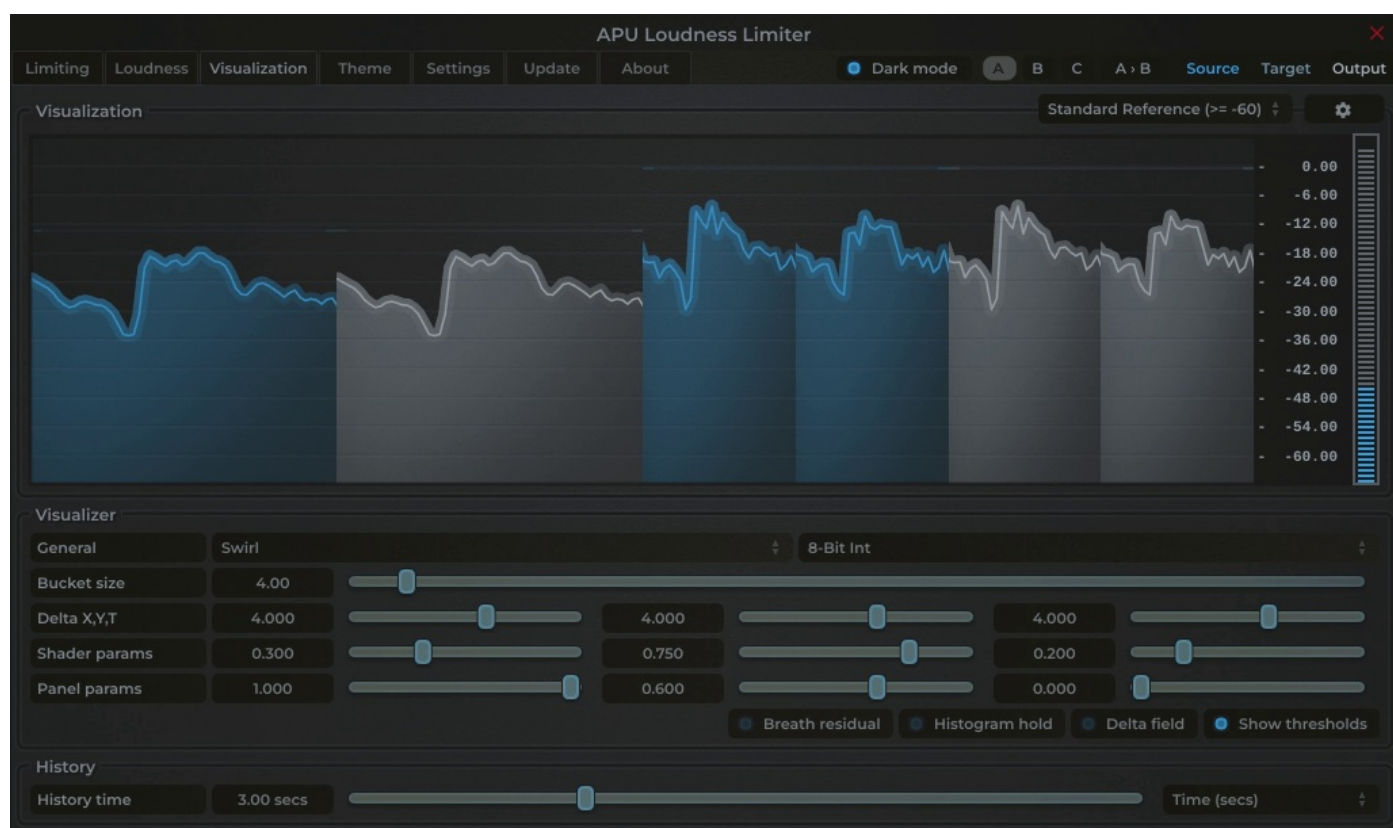 APU Loudness Limiter
Limiting Loudness Visualization Theme Settings Update About Dark mode A B C A › B Source Target Output
Visualization Standard Reference (>= -60)
- 0.00
- -6.00
- -12.00
- -18.00
- -24.00
- -30.00
- -36.00
- -42.00
- -48.00
- -54.00
- -60.00
Visualizer
General Swirl 8-Bit Int
Bucket size 4.00
Delta X,Y,T 4.000 4.000 4.000
Shader params 0.300 0.750 0.200
Panel params 1.000 0.600 0.000
Breath residual Histogram hold Delta field Show thresholds
History
History time 3.00 secs Time (secs)